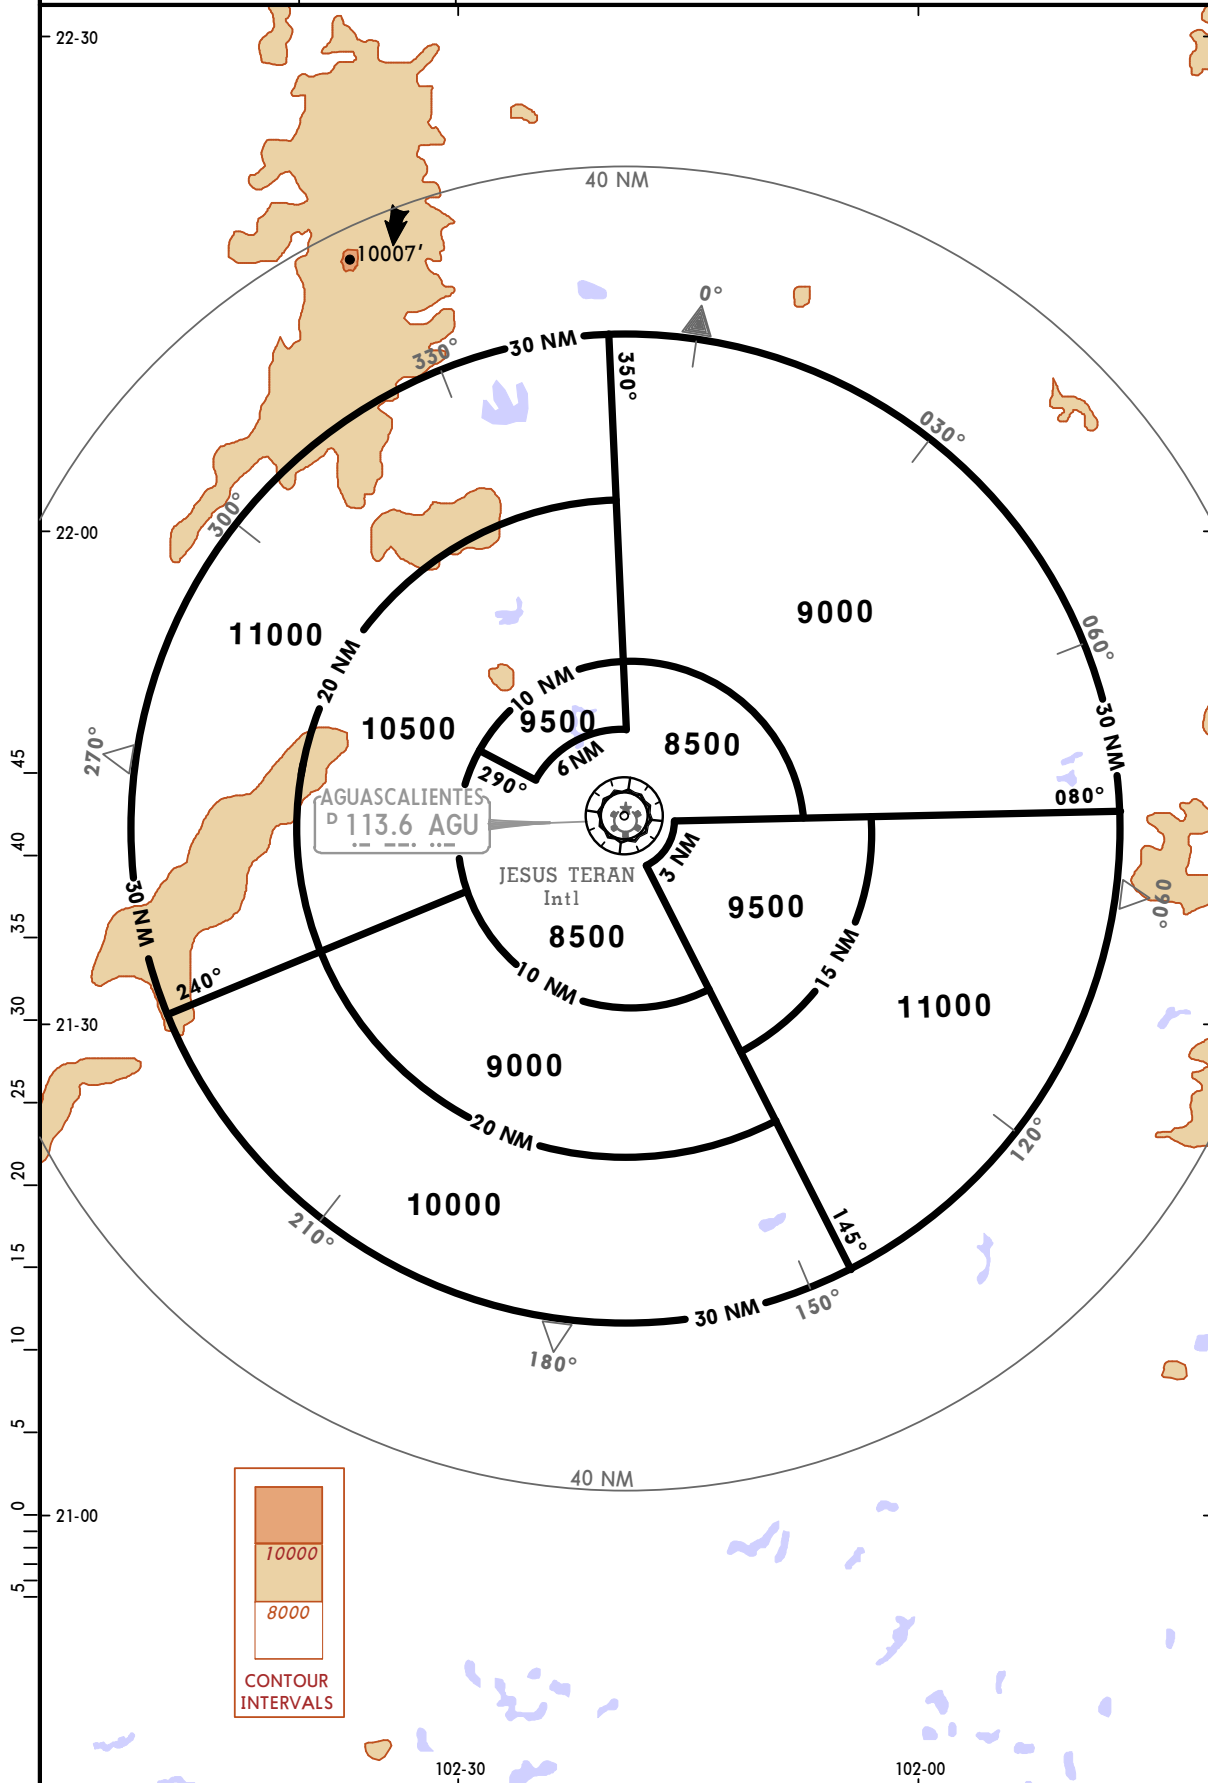 22-30
40 NM
10007'
0°
330°
30 NM
350°
030°
300°
22-00
11000
9000
060°
20 NM
10 NM
30 NM
10500
9500
8500
270°
6 NM
290°
45
AGUASCALIENTES
D 113.6 AGU
080°
40
3 NM
JESUS TERAN
Intl
30 NM
9500
090°
35
8500
15 NM
240°
10 NM
11000
30
21-30
9000
25
20 NM
120°
20
10000
210°
145°
15
30 NM
150°
10
180°
5
40 NM
0
21-00
10000
5
8000
CONTOUR
INTERVALS
102-30
102-00